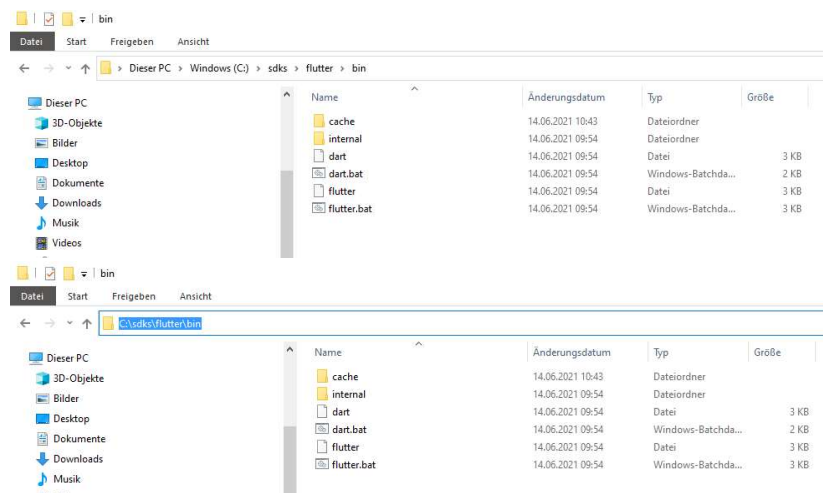 bin
Datei Start Freigeben Ansicht
Dieser PC > Windows (C:) > sdks > flutter > bin
Name Änderungsdatum Typ Größe
Dieser PC
3D-Objekte
Bilder
Desktop
Dokumente
Downloads
Musik
Videos
cache 14.06.2021 10:43 Dateiordner
internal 14.06.2021 09:54 Dateiordner
dart 14.06.2021 09:54 Datei 3 KB
dart.bat 14.06.2021 09:54 Windows-Batchda... 2 KB
flutter 14.06.2021 09:54 Datei 3 KB
flutter.bat 14.06.2021 09:54 Windows-Batchda... 3 KB
bin
Datei Start Freigeben Ansicht
C:\sdks\flutter\bin
Name Änderungsdatum Typ Größe
Dieser PC
3D-Objekte
Bilder
Desktop
Dokumente
Downloads
Musik
cache 14.06.2021 10:43 Dateiordner
internal 14.06.2021 09:54 Dateiordner
dart 14.06.2021 09:54 Datei 3 KB
dart.bat 14.06.2021 09:54 Windows-Batchda... 2 KB
flutter 14.06.2021 09:54 Datei 3 KB
flutter.bat 14.06.2021 09:54 Windows-Batchda... 3 KB